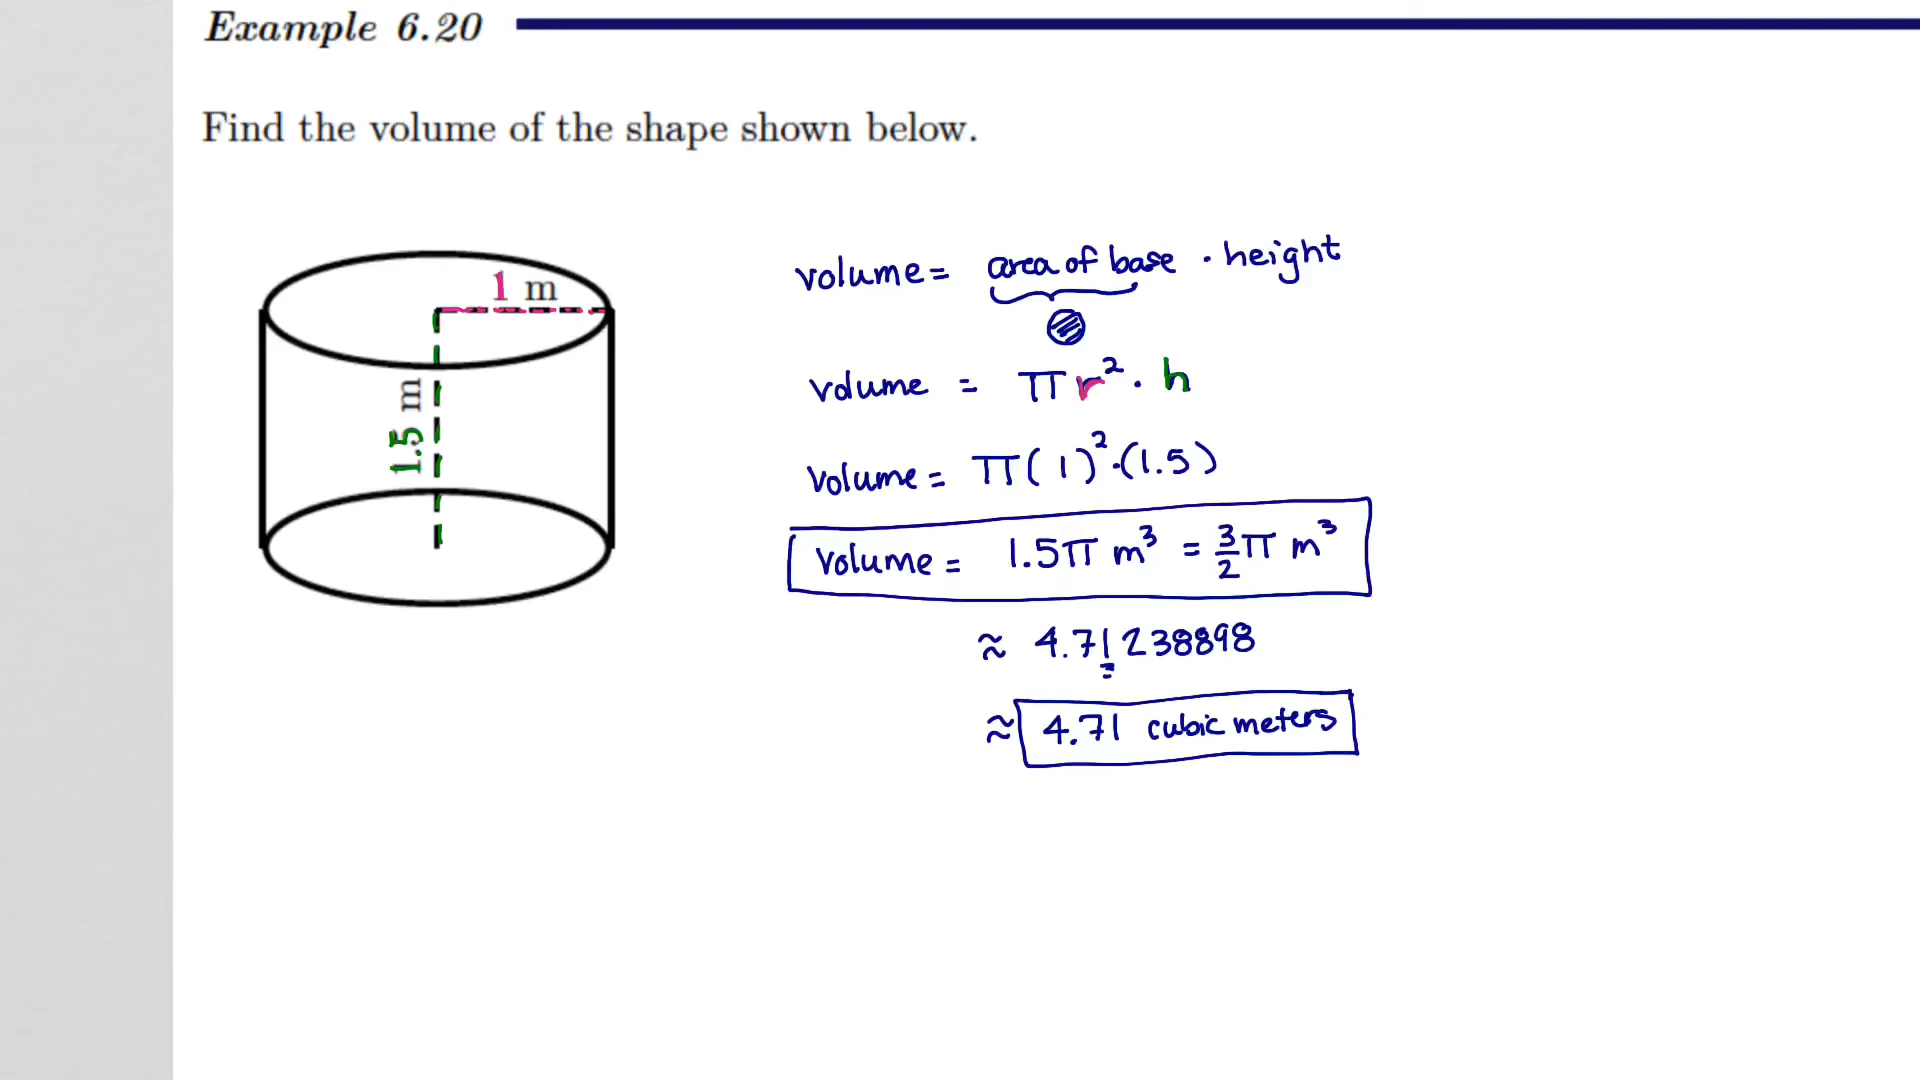 Example 6.20
Find the volume of the shape shown below.
1 m
1.5 m
volume = area of base · height
volume = πr² · h
Volume = π(1)²·(1.5)
Volume = 1.5π m³ = 3/2 π m³
≈ 4.71238898
≈ 4.71 cubic meters